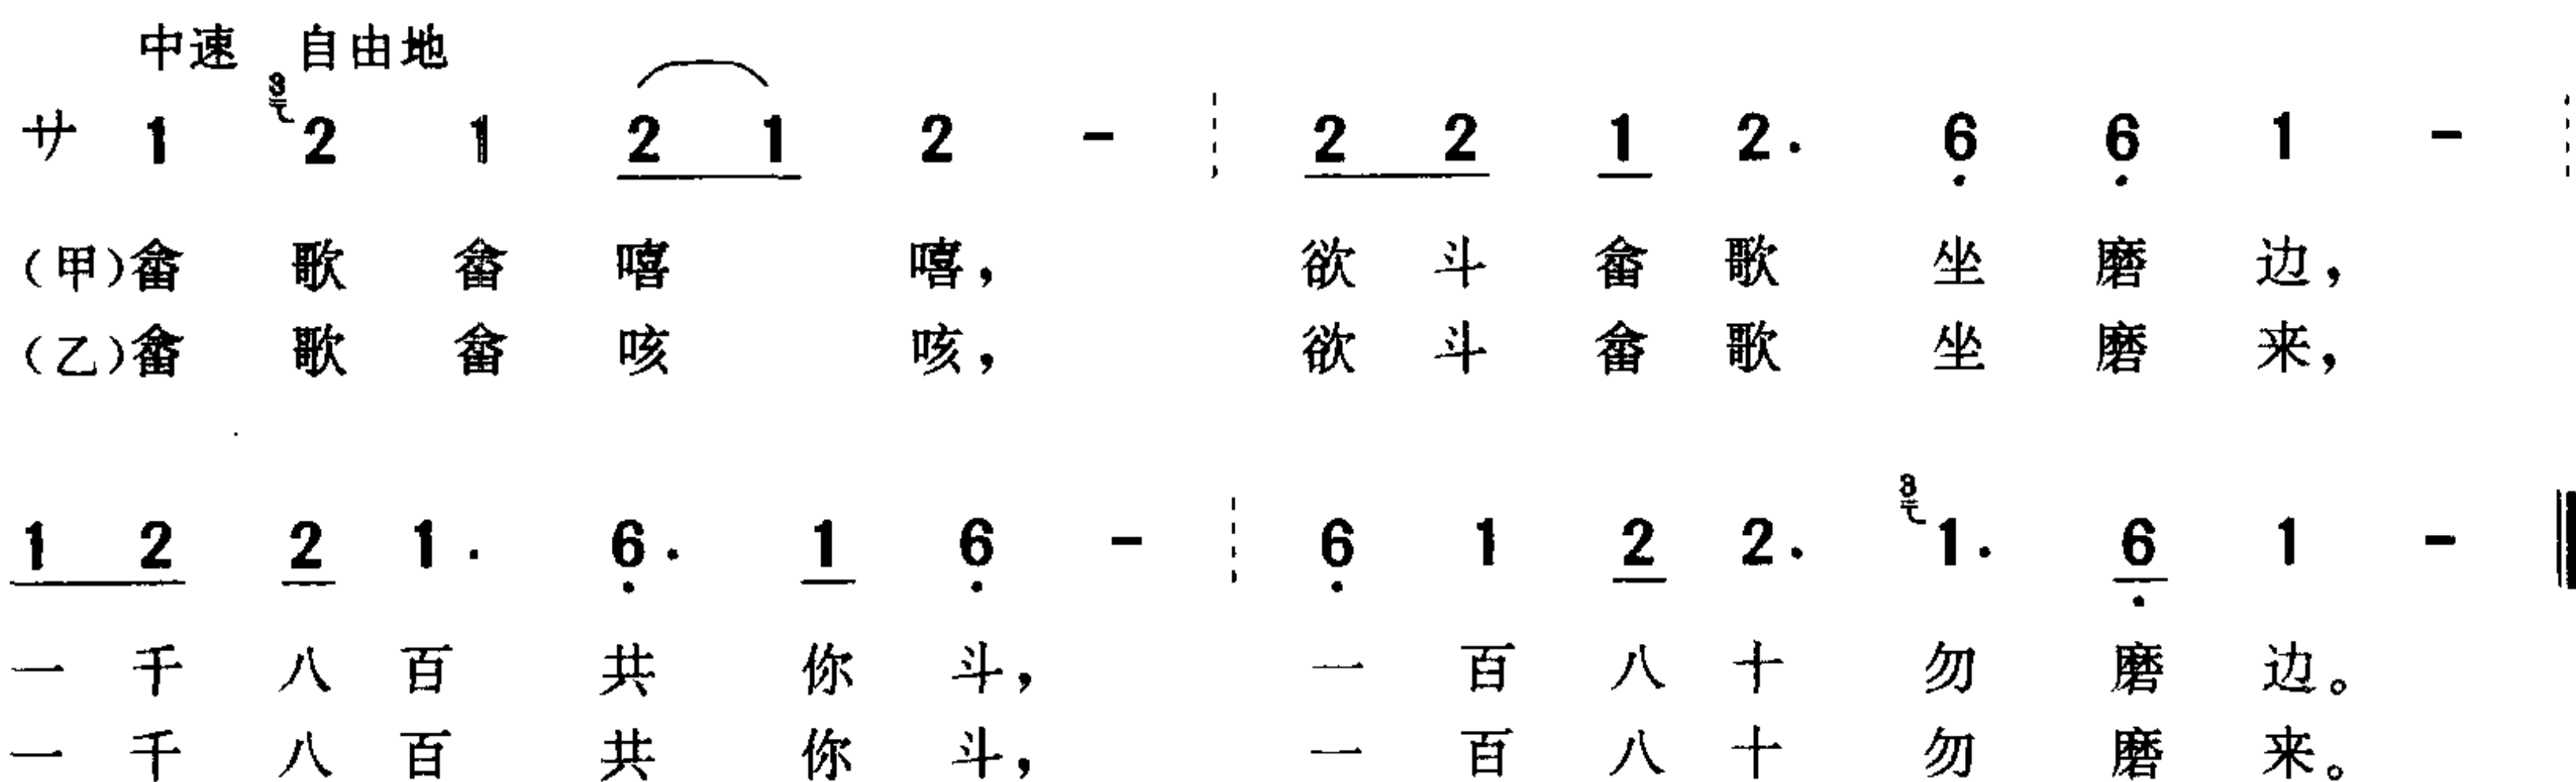 中速 自由地
サ 1 3 2 1 2 1 2 - 2 2 1 2. 6 6 1 -
(甲)畲 歌 畲 嘻 嘻, 欲 斗 畲 歌 坐 磨 边,
(乙)畲 歌 畲 咳 咳, 欲 斗 畲 歌 坐 磨 来,
1 2 2 1. 6. 1 6 - 6 1 2 2. 3 1. 6 1 -
一 千 八 百 共 你 斗, 一 百 八 十 勿 磨 边。
一 千 八 百 共 你 斗, 一 百 八 十 勿 磨 来。